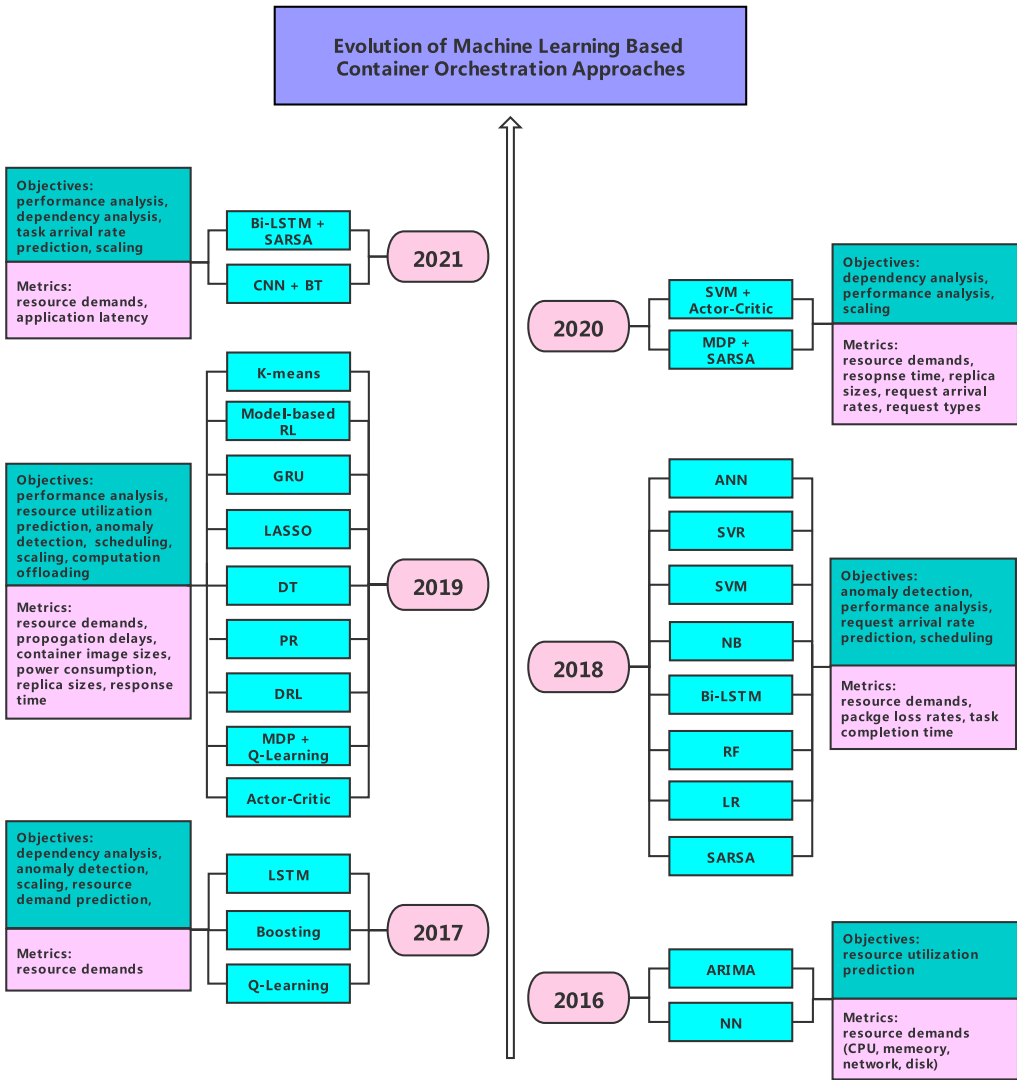 Evolution of Machine Learning Based
Container Orchestration Approaches
Objectives:
performance analysis,
dependency analysis,
task arrival rate
prediction, scaling
Metrics:
resource demands,
application latency
Bi-LSTM +
SARSA
CNN + BT
2021
2020
SVM +
Actor-Critic
MDP +
SARSA
Objectives:
dependency analysis,
performance analysis,
scaling
Metrics:
resource demands,
resopnse time, replica
sizes, request arrival
rates, request types
Objectives:
performance analysis,
resource utilization
prediction, anomaly
detection,  scheduling,
scaling, computation
offloading
Metrics:
resource demands,
propogation delays,
container image sizes,
power consumption,
replica sizes, response
time
K-means
Model-based
RL
GRU
LASSO
DT
PR
DRL
MDP +
Q-Learning
Actor-Critic
2019
2018
ANN
SVR
SVM
NB
Bi-LSTM
RF
LR
SARSA
Objectives:
anomaly detection,
performance analysis,
request arrival rate
prediction, scheduling
Metrics:
resource demands,
packge loss rates, task
completion time
Objectives:
dependency analysis,
anomaly detection,
scaling, resource
demand prediction,
Metrics:
resource demands
LSTM
Boosting
Q-Learning
2017
2016
ARIMA
NN
Objectives:
resource utilization
prediction
Metrics:
resource demands
(CPU, memeory,
network, disk)